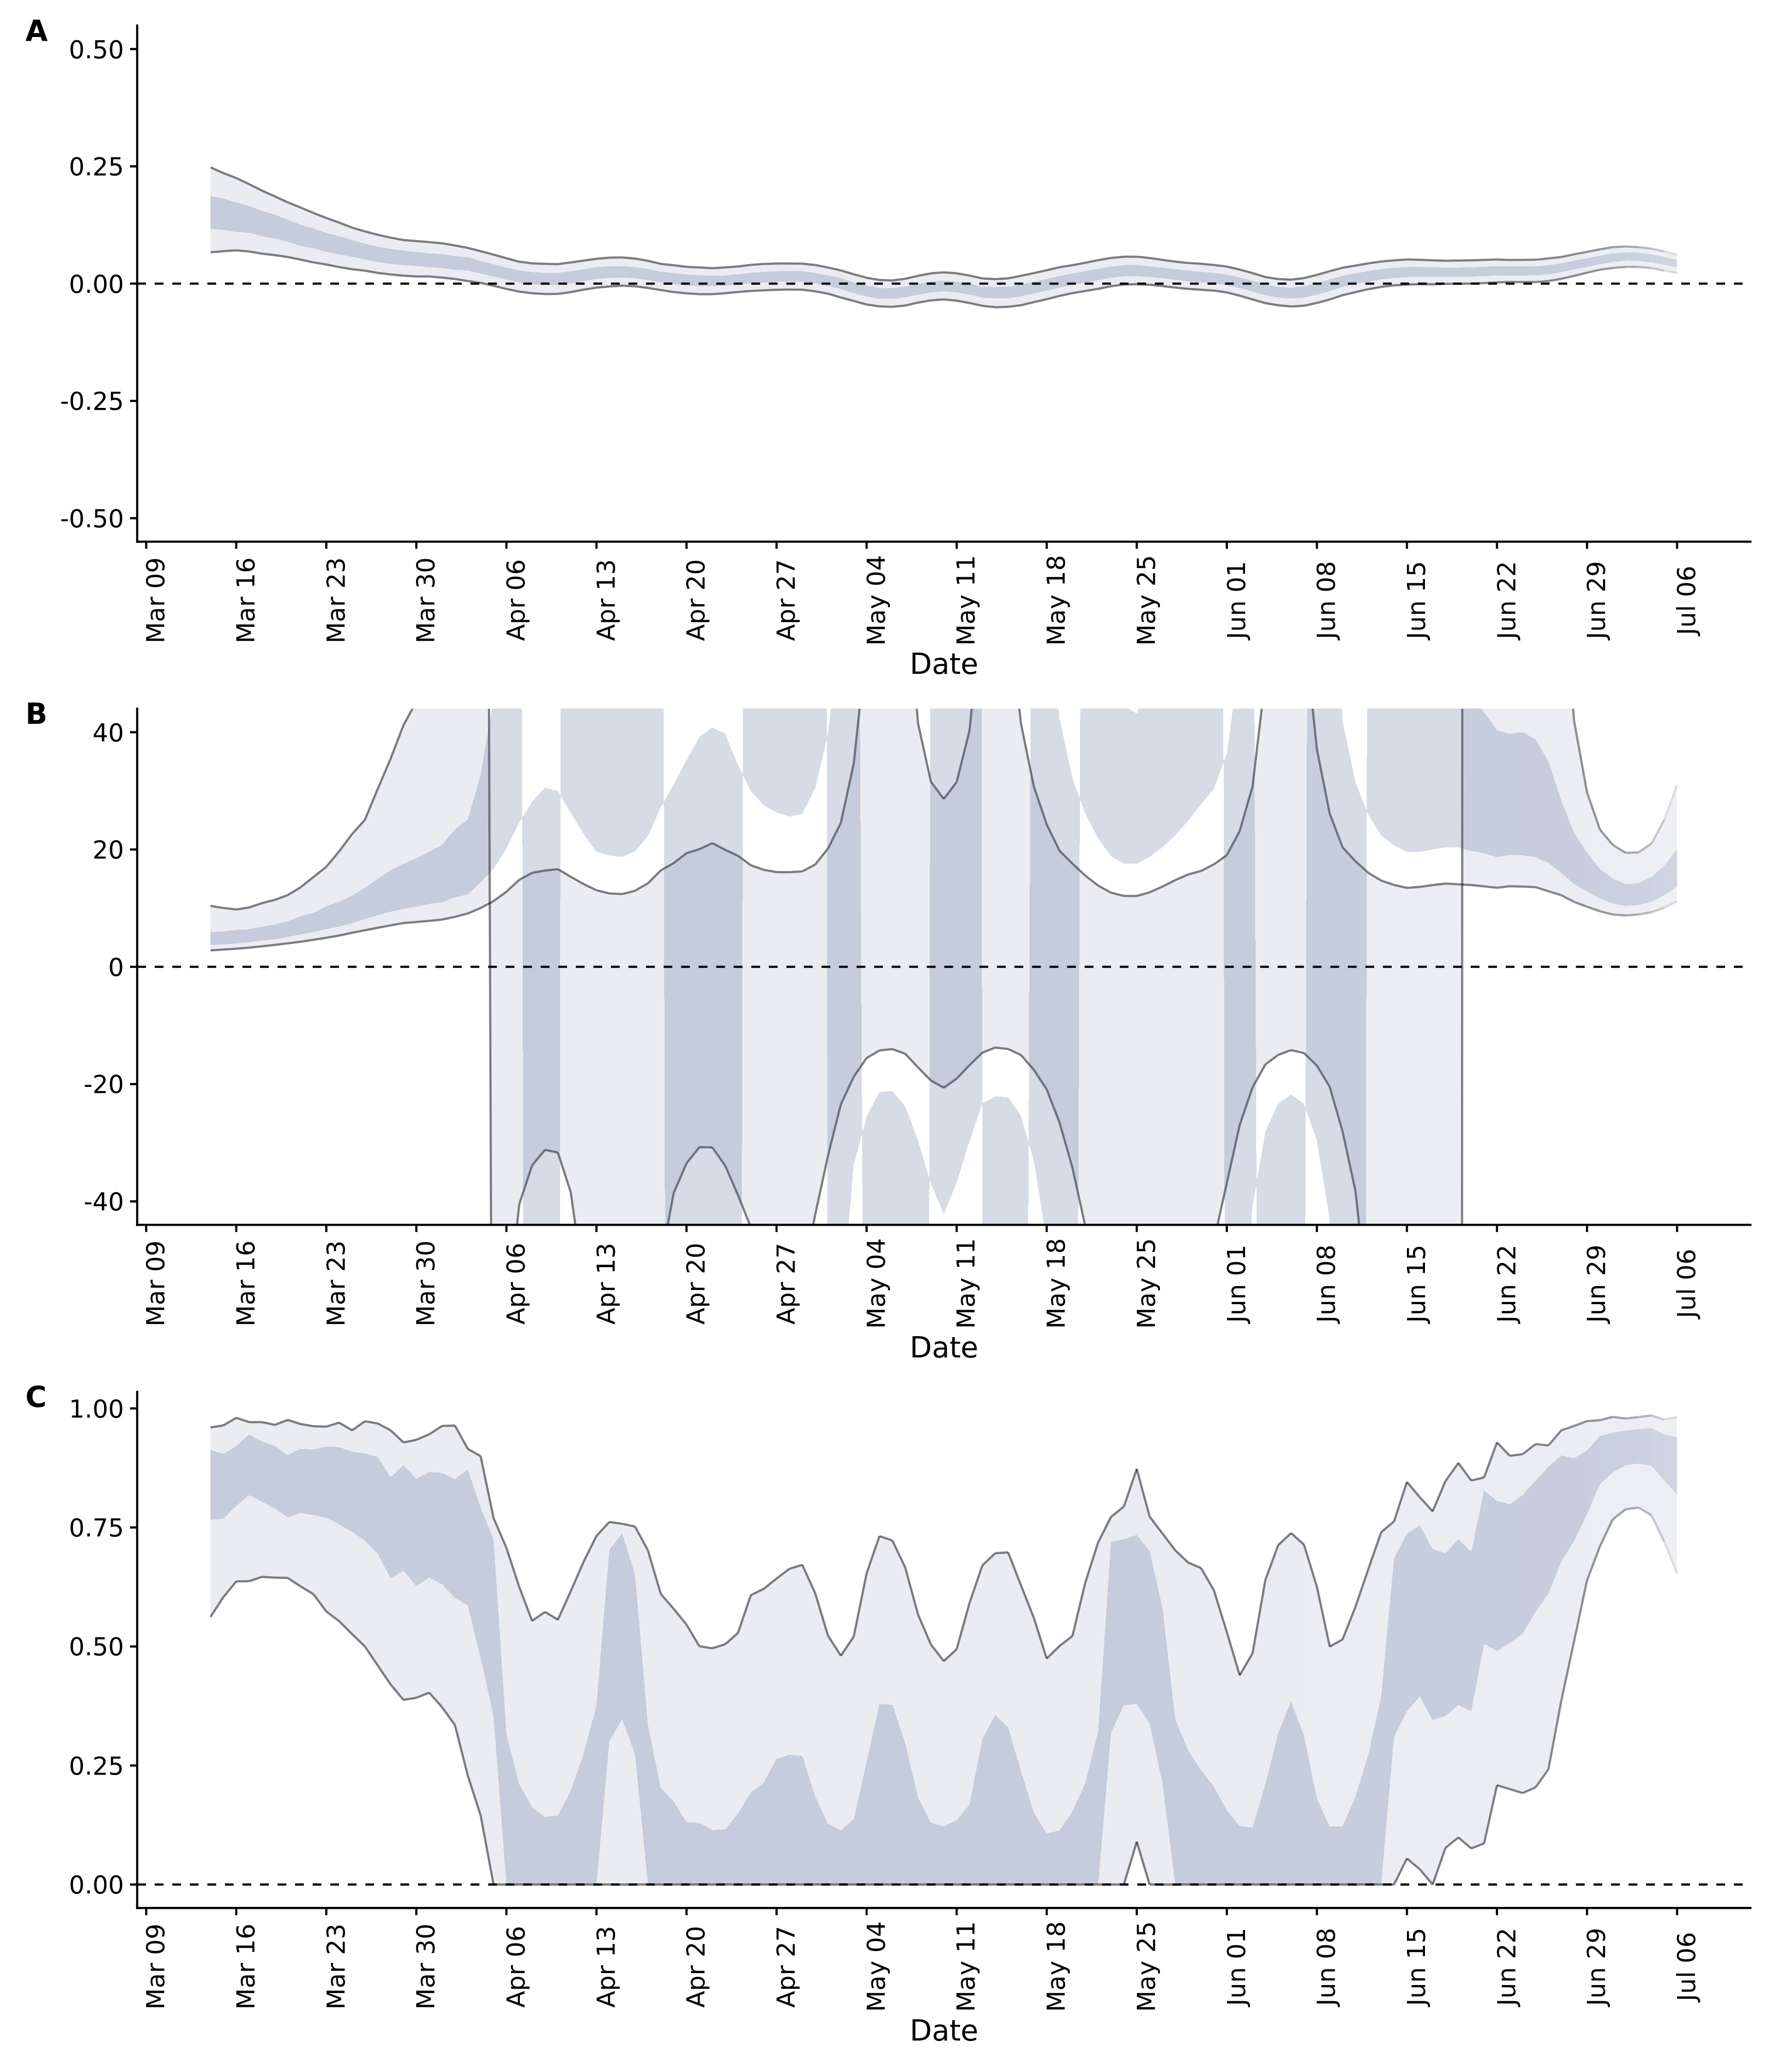 A
0.50
0.25
0.00
-0.25
-0.50
Mar 09
Mar 16
Mar 23
Mar 30
Apr 06
Apr 13
Apr 20
Apr 27
May 04
May 11
May 18
May 25
Jun 01
Jun 08
Jun 15
Jun 22
Jun 29
Jul 06
Date
B
40
20
0
-20
-40
Mar 09
Mar 16
Mar 23
Mar 30
Apr 06
Apr 13
Apr 20
Apr 27
May 04
May 11
May 18
May 25
Jun 01
Jun 08
Jun 15
Jun 22
Jun 29
Jul 06
Date
C
1.00
0.75
0.50
0.25
0.00
Mar 09
Mar 16
Mar 23
Mar 30
Apr 06
Apr 13
Apr 20
Apr 27
May 04
May 11
May 18
May 25
Jun 01
Jun 08
Jun 15
Jun 22
Jun 29
Jul 06
Date